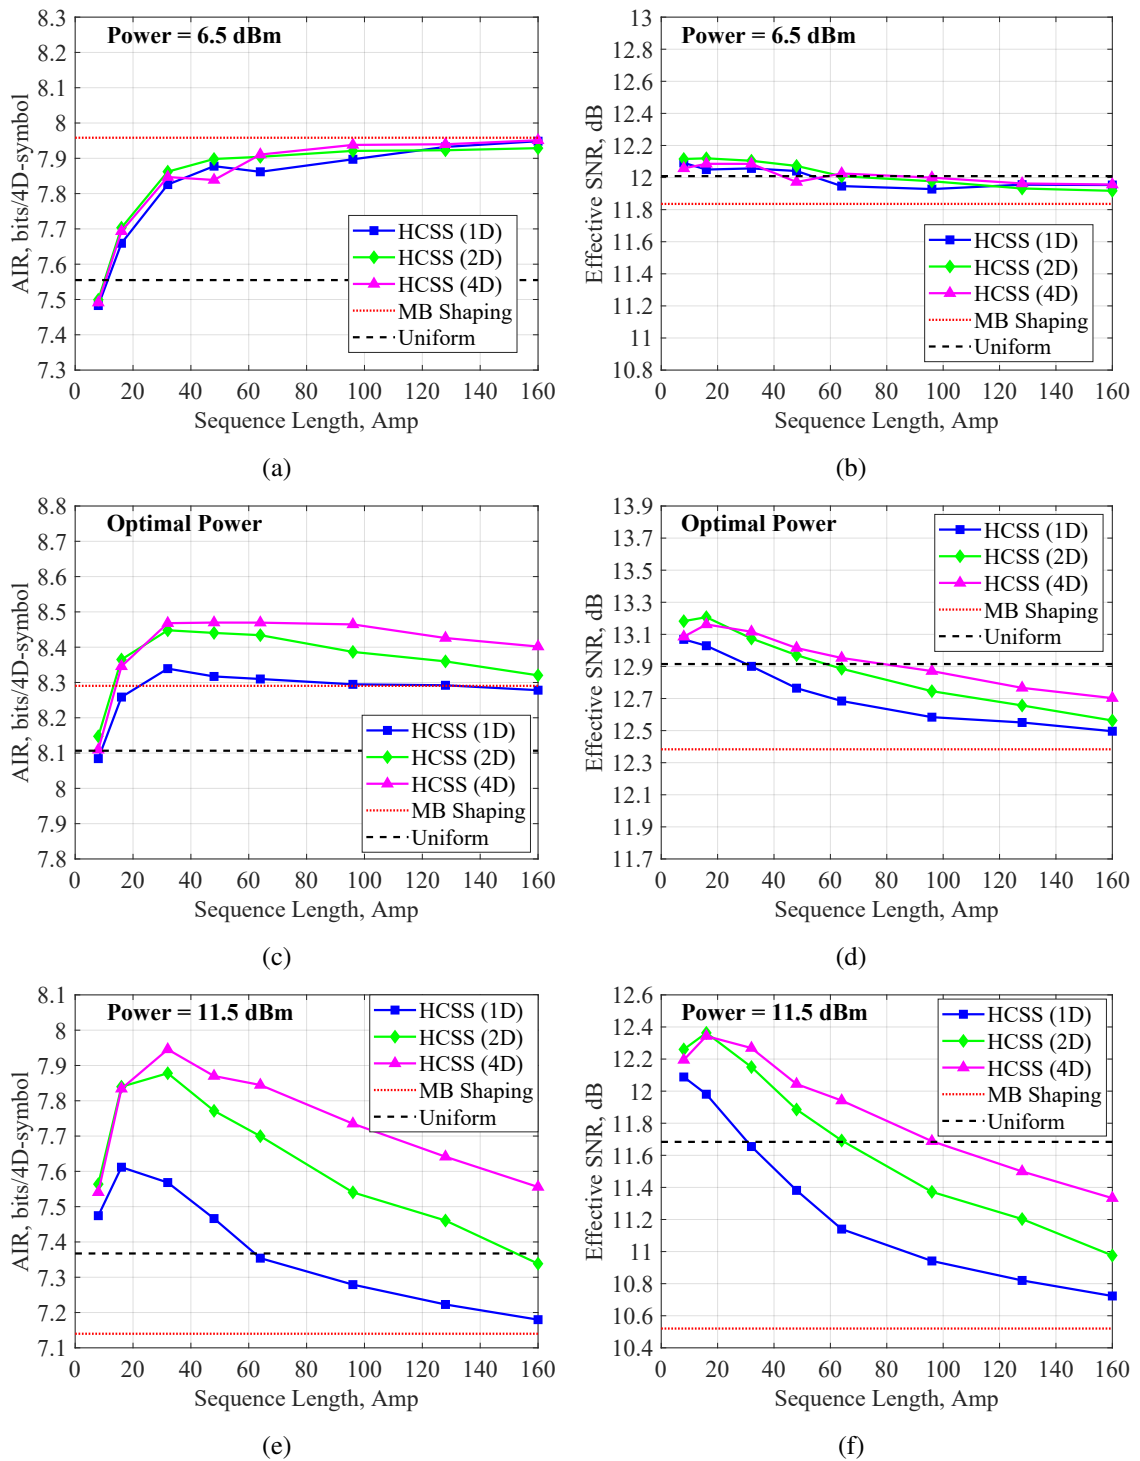 Power = 6.5 dBm
AIR, bits/4D-symbol
8.3
8.2
8.1
8
7.9
7.8
7.7
7.6
7.5
7.4
7.3
HCSS (1D)
HCSS (2D)
HCSS (4D)
MB Shaping
Uniform
0 20 40 60 80 100 120 140 160
Sequence Length, Amp
(a)
Power = 6.5 dBm
Effective SNR, dB
13
12.8
12.6
12.4
12.2
12
11.8
11.6
11.4
11.2
11
10.8
HCSS (1D)
HCSS (2D)
HCSS (4D)
MB Shaping
Uniform
0 20 40 60 80 100 120 140 160
Sequence Length, Amp
(b)
Optimal Power
AIR, bits/4D-symbol
8.8
8.7
8.6
8.5
8.4
8.3
8.2
8.1
8
7.9
7.8
HCSS (1D)
HCSS (2D)
HCSS (4D)
MB Shaping
Uniform
0 20 40 60 80 100 120 140 160
Sequence Length, Amp
(c)
Optimal Power
Effective SNR, dB
13.9
13.7
13.5
13.3
13.1
12.9
12.7
12.5
12.3
12.1
11.9
11.7
HCSS (1D)
HCSS (2D)
HCSS (4D)
MB Shaping
Uniform
0 20 40 60 80 100 120 140 160
Sequence Length, Amp
(d)
Power = 11.5 dBm
AIR, bits/4D-symbol
8.1
8
7.9
7.8
7.7
7.6
7.5
7.4
7.3
7.2
7.1
HCSS (1D)
HCSS (2D)
HCSS (4D)
MB Shaping
Uniform
0 20 40 60 80 100 120 140 160
Sequence Length, Amp
(e)
Power = 11.5 dBm
Effective SNR, dB
12.6
12.4
12.2
12
11.8
11.6
11.4
11.2
11
10.8
10.6
10.4
HCSS (1D)
HCSS (2D)
HCSS (4D)
MB Shaping
Uniform
0 20 40 60 80 100 120 140 160
Sequence Length, Amp
(f)